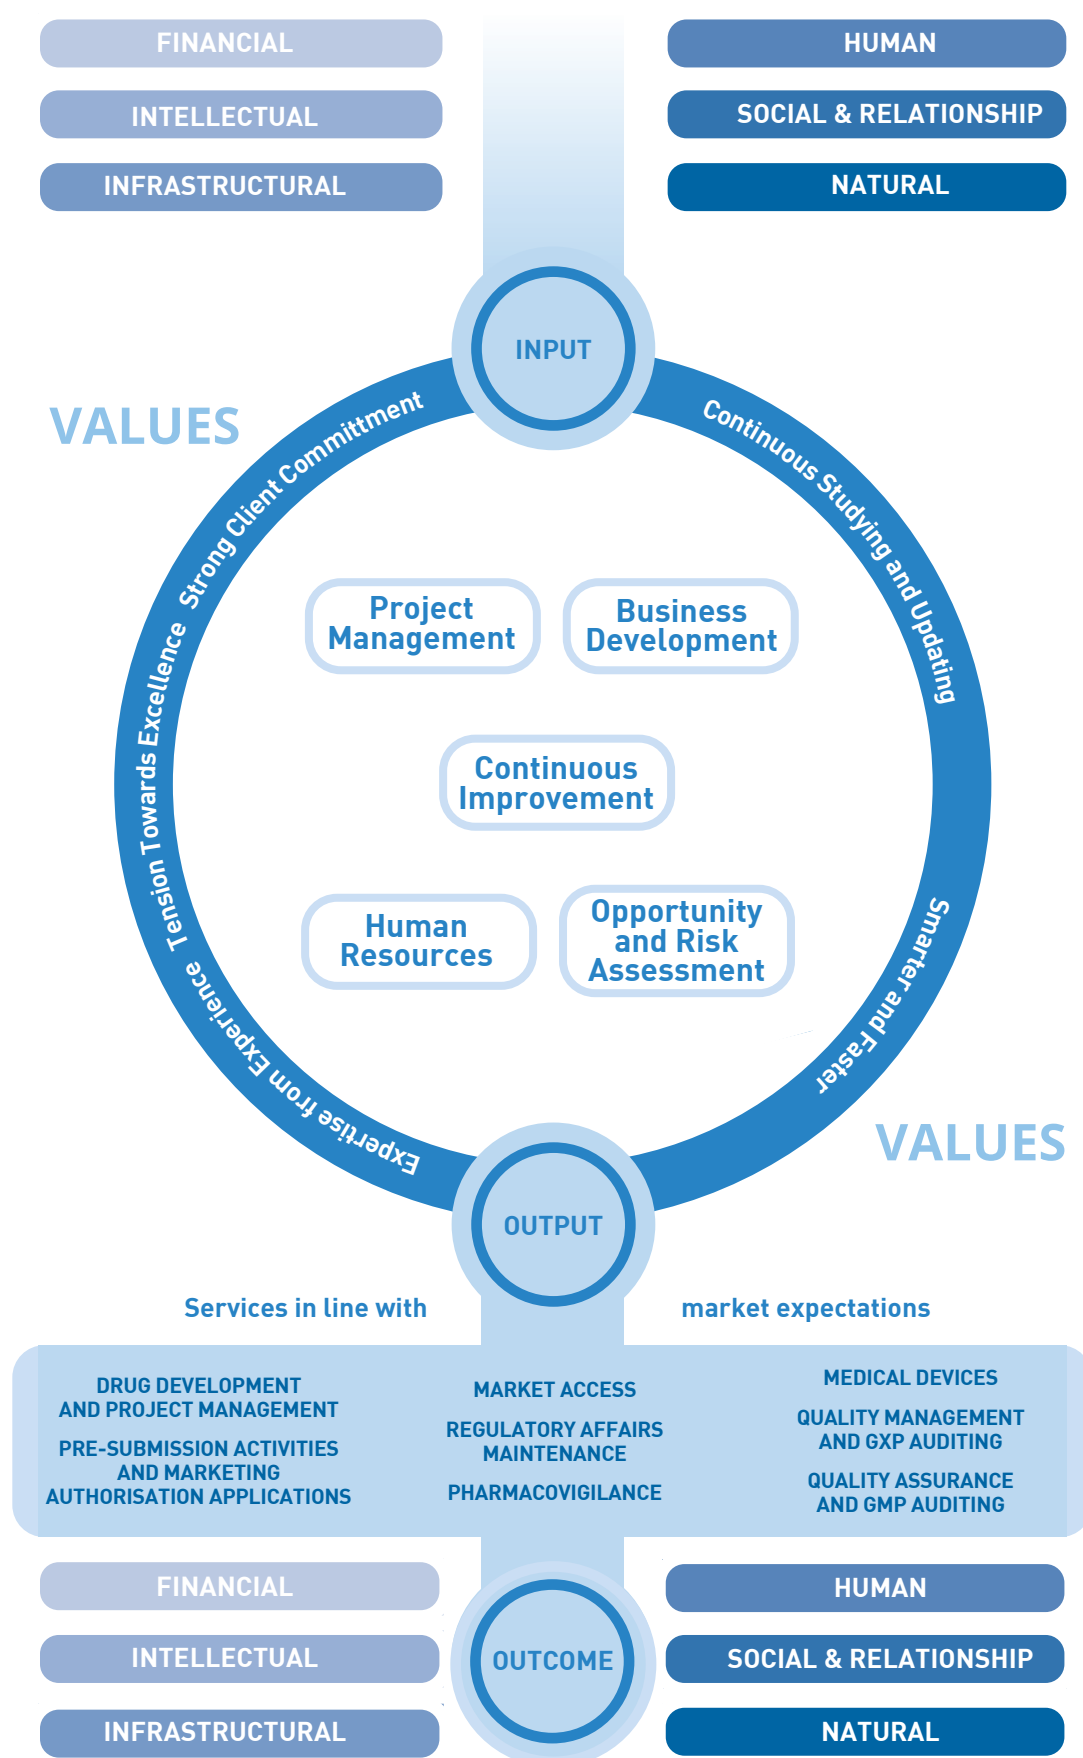 FINANCIAL
HUMAN
INTELLECTUAL
SOCIAL & RELATIONSHIP
INFRASTRUCTURAL
NATURAL
INPUT
VALUES
Strong Client Committment
Continuous Studying and Updating
Tension Towards Excellence
Project
Management
Business
Development
Continuous
Improvement
Human
Resources
Opportunity
and Risk
Assessment
Expertise from Experience
Smarter and Faster
VALUES
OUTPUT
Services in line with
market expectations
DRUG DEVELOPMENT
AND PROJECT MANAGEMENT
PRE-SUBMISSION ACTIVITIES
AND MARKETING
AUTHORISATION APPLICATIONS
MARKET ACCESS
REGULATORY AFFAIRS
MAINTENANCE
PHARMACOVIGILANCE
MEDICAL DEVICES
QUALITY MANAGEMENT
AND GXP AUDITING
QUALITY ASSURANCE
AND GMP AUDITING
FINANCIAL
HUMAN
INTELLECTUAL
OUTCOME
SOCIAL & RELATIONSHIP
INFRASTRUCTURAL
NATURAL